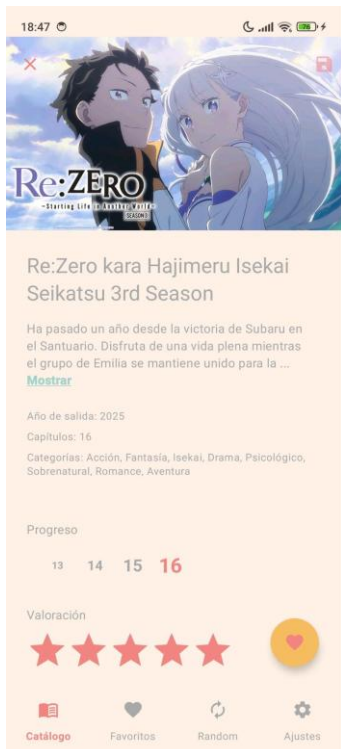 18:47
76
Re:ZERO
~Starting Life in Another World~
SEASON3
Re:Zero kara Hajimeru Isekai
Seikatsu 3rd Season
Ha pasado un año desde la victoria de Subaru en
el Santuario. Disfruta de una vida plena mientras
el grupo de Emilia se mantiene unido para la ...
Mostrar
Año de salida: 2025
Capítulos: 16
Categorías: Acción, Fantasía, Isekai, Drama, Psicológico,
Sobrenatural, Romance, Aventura
Progreso
13 14 15 16
Valoración
Catálogo Favoritos Random Ajustes